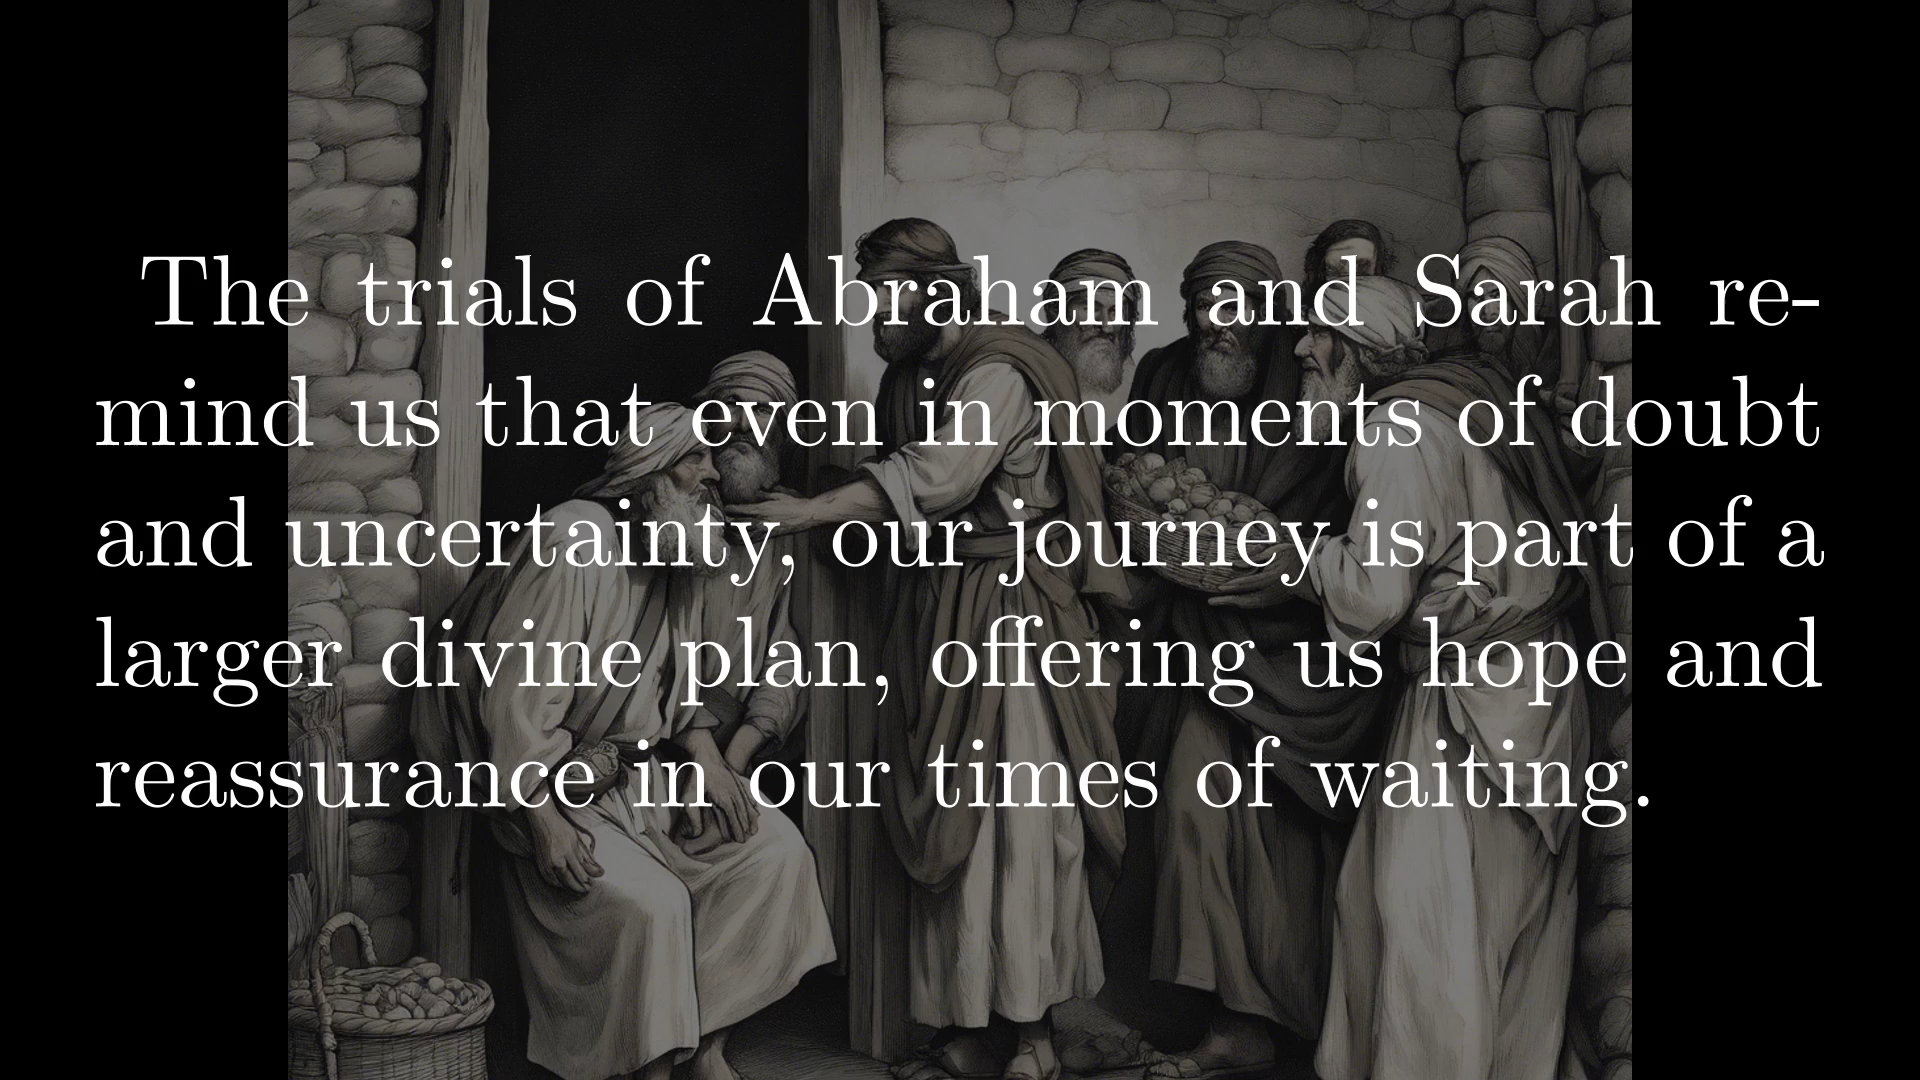 The trials of Abraham and Sarah re-
mind us that even in moments of doubt
and uncertainty, our journey is part of a
larger divine plan, offering us hope and
reassurance in our times of waiting.